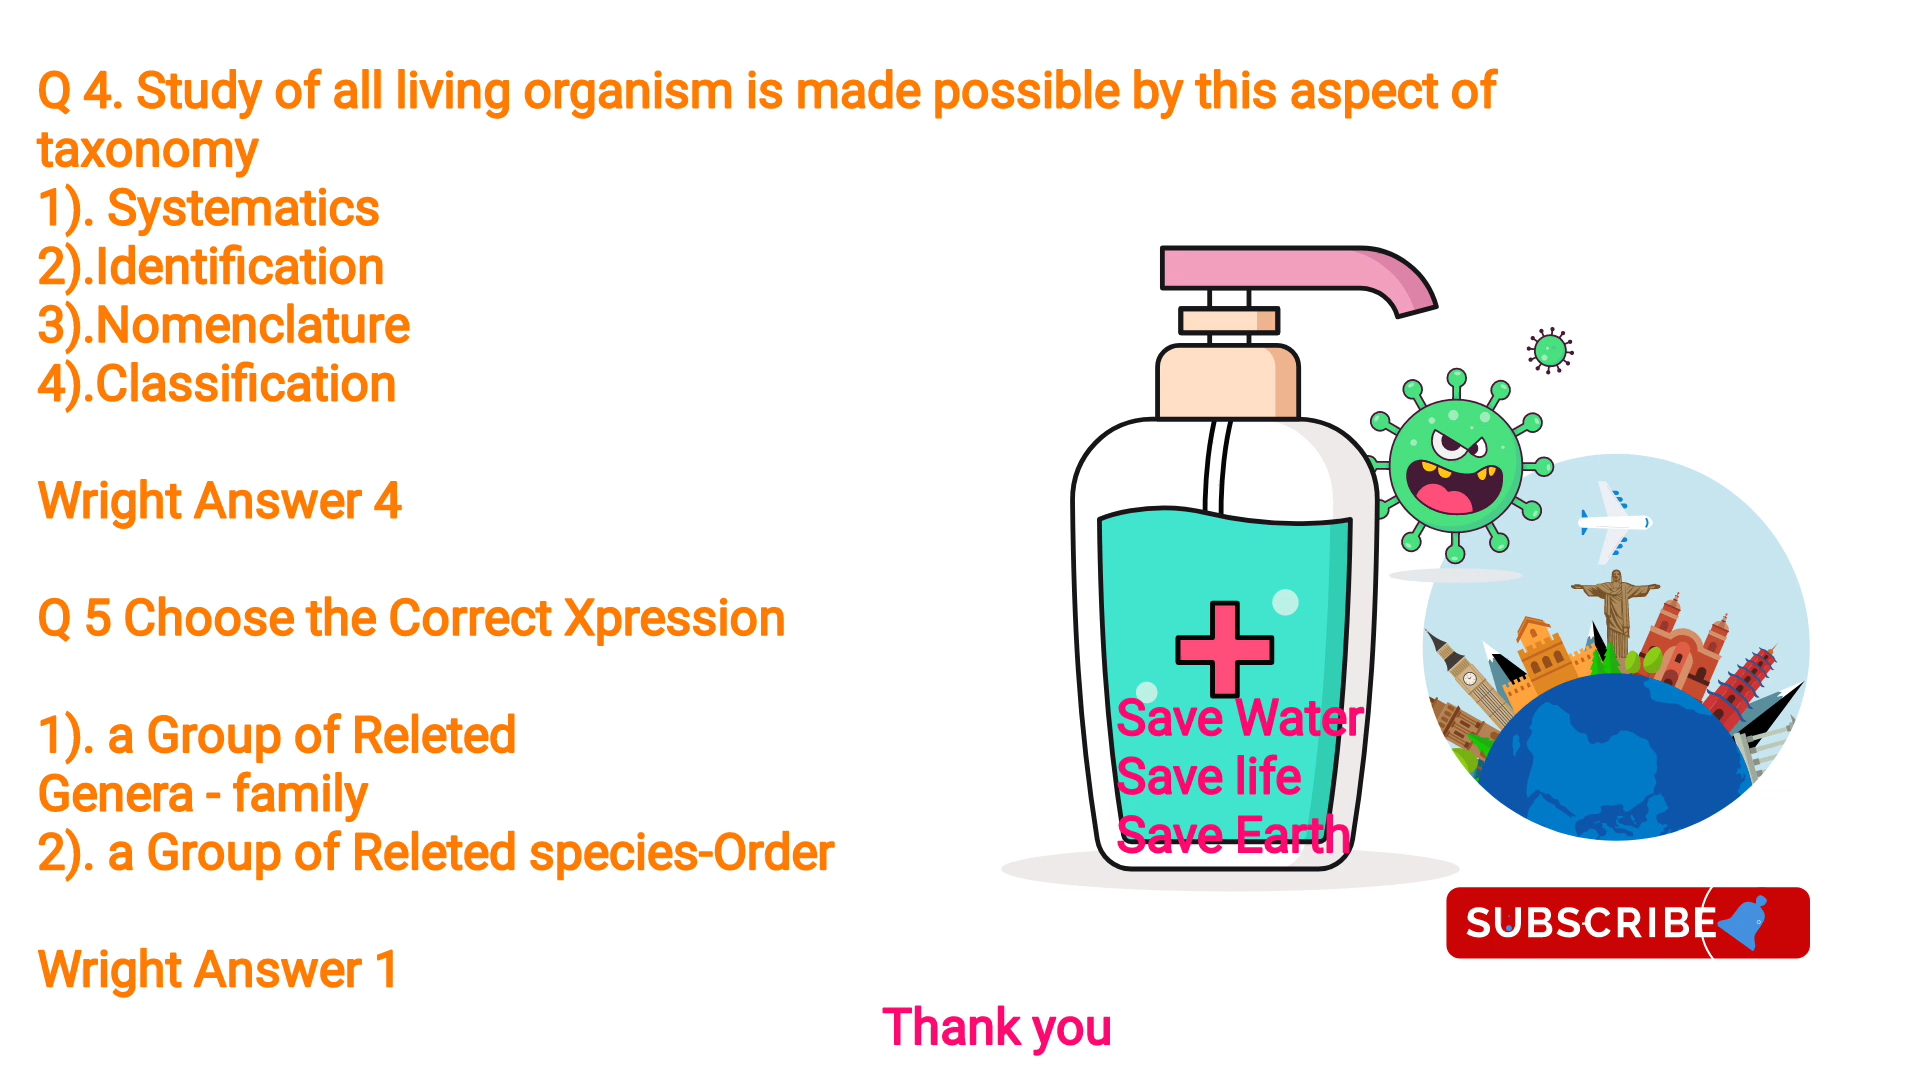 Q 4. Study of all living organism is made possible by this aspect of
taxonomy
1). Systematics
2).Identification
3).Nomenclature
4).Classification
Wright Answer 4
Q 5 Choose the Correct Xpression
1). a Group of Releted
Genera - family
2). a Group of Releted species-Order
Wright Answer 1
Save Water
Save life
Save Earth
SUBSCRIBE
Thank you